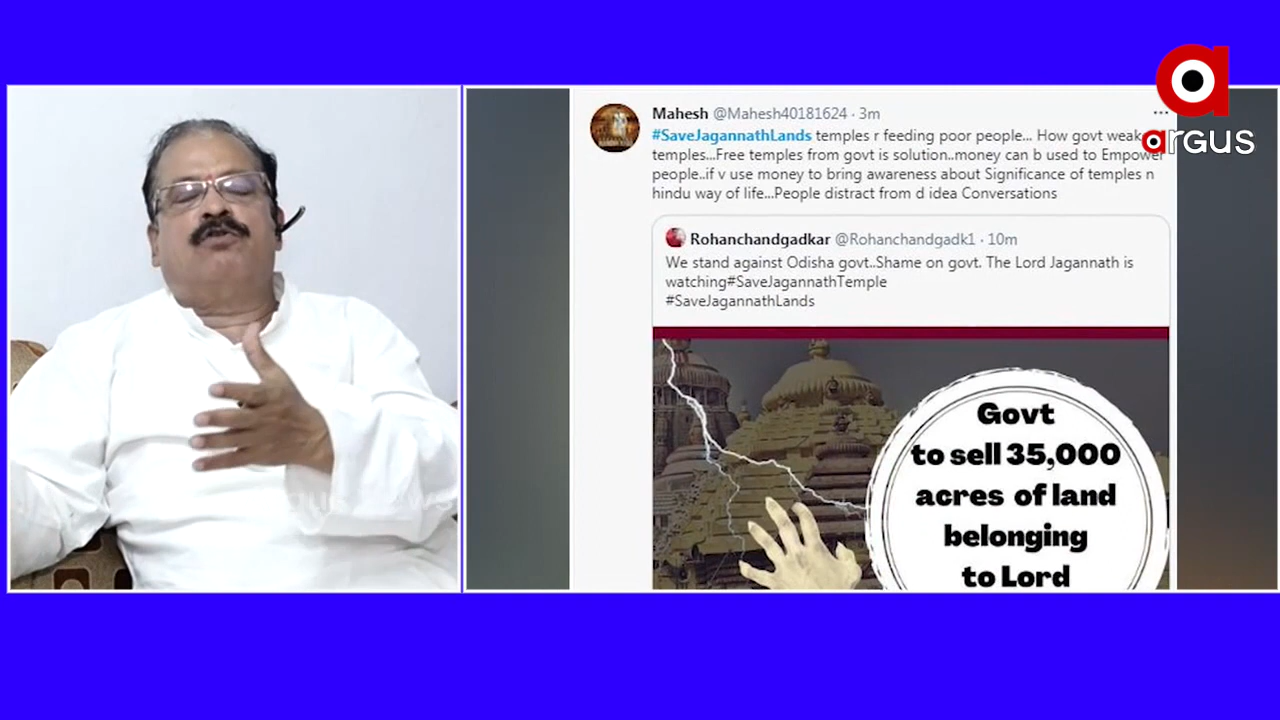 argus
Mahesh @Mahesh40181624 · 3m
#SaveJagannathLands temples r feeding poor people... How govt weak
temples...Free temples from govt is solution..money can b used to Empower
people..if v use money to bring awareness about Significance of temples n
hindu way of life...People distract from d idea Conversations
Rohanchandgadkar @Rohanchandgadk1 · 10m
We stand against Odisha govt..Shame on govt. The Lord Jagannath is
watching#SaveJagannathTemple
#SaveJagannathLands
Govt
to sell 35,000
acres of land
belonging
to Lord